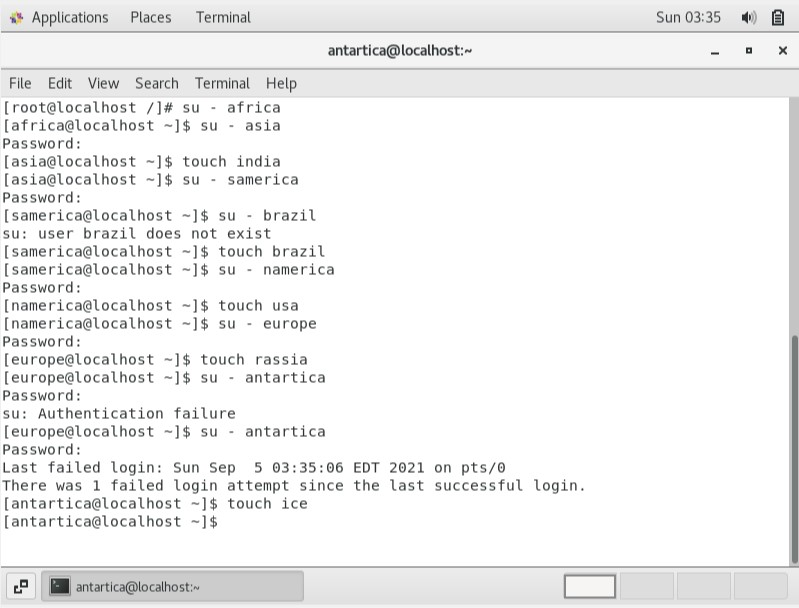 Applications Places Terminal Sun 03:35
antartica@localhost:~
File Edit View Search Terminal Help
[root@localhost /]# su - africa
[africa@localhost ~]$ su - asia
Password:
[asia@localhost ~]$ touch india
[asia@localhost ~]$ su - samerica
Password:
[samerica@localhost ~]$ su - brazil
su: user brazil does not exist
[samerica@localhost ~]$ touch brazil
[samerica@localhost ~]$ su - namerica
Password:
[namerica@localhost ~]$ touch usa
[namerica@localhost ~]$ su - europe
Password:
[europe@localhost ~]$ touch rassia
[europe@localhost ~]$ su - antartica
Password:
su: Authentication failure
[europe@localhost ~]$ su - antartica
Password:
Last failed login: Sun Sep  5 03:35:06 EDT 2021 on pts/0
There was 1 failed login attempt since the last successful login.
[antartica@localhost ~]$ touch ice
[antartica@localhost ~]$
antartica@localhost:~